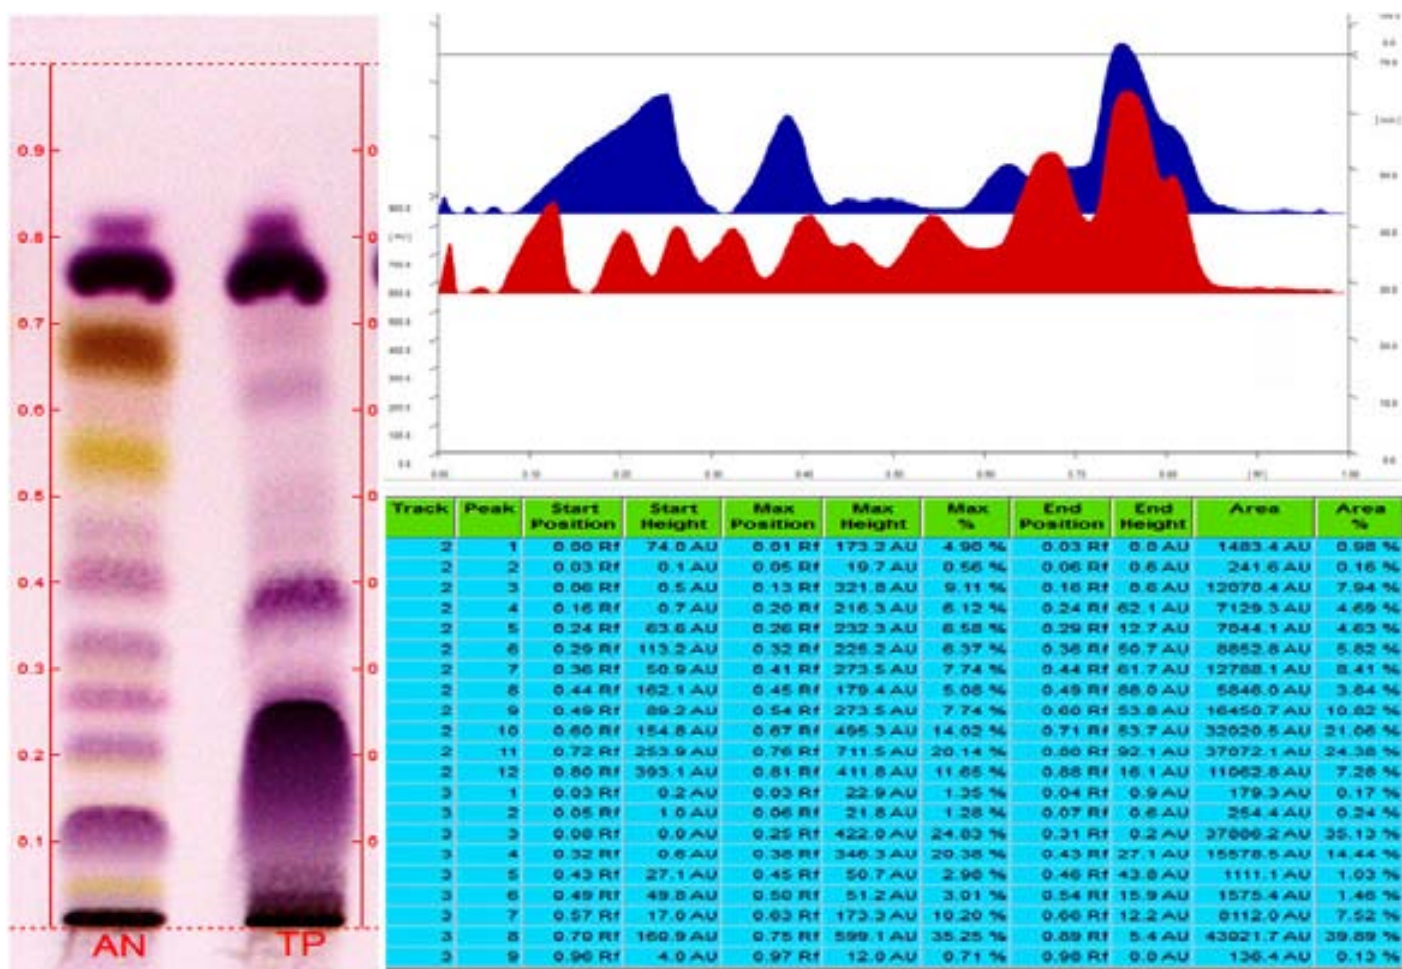 0.9
0.8
0.7
0.6
0.5
0.4
0.3
0.2
0.1
AN TP
Track Peak Start Position Start Height Max Position Max Height Max % End Position End Height Area Area %
2 1 0.00 Rf 74.0 AU 0.01 Rf 173.2 AU 4.90 % 0.03 Rf 0.0 AU 1483.4 AU 0.98 %
2 2 0.03 Rf 0.1 AU 0.05 Rf 19.7 AU 0.56 % 0.06 Rf 0.6 AU 241.6 AU 0.16 %
2 3 0.06 Rf 0.5 AU 0.13 Rf 321.8 AU 9.11 % 0.16 Rf 0.6 AU 12070.4 AU 7.94 %
2 4 0.16 Rf 0.7 AU 0.20 Rf 216.3 AU 6.12 % 0.24 Rf 62.1 AU 7129.3 AU 4.69 %
2 5 0.24 Rf 63.6 AU 0.26 Rf 232.3 AU 6.58 % 0.29 Rf 12.7 AU 7044.1 AU 4.63 %
2 6 0.29 Rf 113.2 AU 0.32 Rf 225.2 AU 6.37 % 0.36 Rf 50.7 AU 8852.8 AU 5.82 %
2 7 0.36 Rf 50.9 AU 0.41 Rf 273.5 AU 7.74 % 0.44 Rf 61.7 AU 12788.1 AU 8.41 %
2 8 0.44 Rf 162.1 AU 0.45 Rf 179.4 AU 5.08 % 0.49 Rf 88.0 AU 5846.0 AU 3.84 %
2 9 0.49 Rf 89.2 AU 0.54 Rf 273.5 AU 7.74 % 0.60 Rf 53.8 AU 16450.7 AU 10.82 %
2 10 0.60 Rf 154.8 AU 0.67 Rf 495.3 AU 14.02 % 0.71 Rf 53.7 AU 32020.5 AU 21.06 %
2 11 0.72 Rf 253.9 AU 0.76 Rf 711.5 AU 20.14 % 0.80 Rf 92.1 AU 37072.1 AU 24.38 %
2 12 0.80 Rf 393.1 AU 0.81 Rf 411.8 AU 11.65 % 0.88 Rf 16.1 AU 11062.8 AU 7.28 %
3 1 0.03 Rf 0.2 AU 0.03 Rf 22.9 AU 1.35 % 0.04 Rf 0.9 AU 179.3 AU 0.17 %
3 2 0.05 Rf 1.0 AU 0.06 Rf 21.8 AU 1.28 % 0.07 Rf 0.6 AU 254.4 AU 0.24 %
3 3 0.08 Rf 0.0 AU 0.25 Rf 422.0 AU 24.83 % 0.31 Rf 0.2 AU 37886.2 AU 35.13 %
3 4 0.32 Rf 0.6 AU 0.38 Rf 346.3 AU 20.38 % 0.43 Rf 27.1 AU 15578.5 AU 14.44 %
3 5 0.43 Rf 27.1 AU 0.45 Rf 50.7 AU 2.98 % 0.46 Rf 43.8 AU 1111.1 AU 1.03 %
3 6 0.49 Rf 49.8 AU 0.50 Rf 51.2 AU 3.01 % 0.54 Rf 15.9 AU 1575.4 AU 1.46 %
3 7 0.57 Rf 17.0 AU 0.63 Rf 173.3 AU 10.20 % 0.66 Rf 12.2 AU 8112.0 AU 7.52 %
3 8 0.70 Rf 160.9 AU 0.75 Rf 599.1 AU 35.25 % 0.89 Rf 5.4 AU 43021.7 AU 39.89 %
3 9 0.96 Rf 4.0 AU 0.97 Rf 12.0 AU 0.71 % 0.98 Rf 0.0 AU 136.4 AU 0.13 %